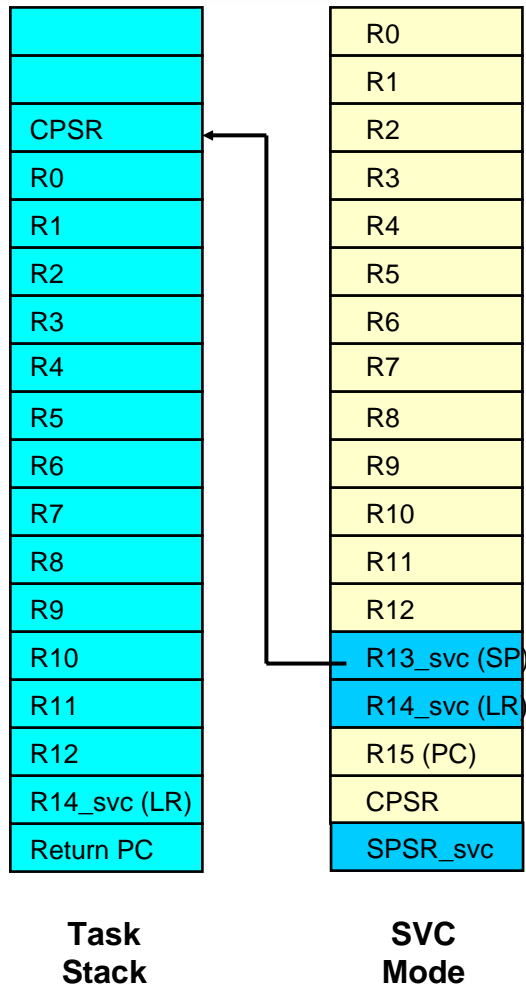 CPSR
R0
R1
R2
R3
R4
R5
R6
R7
R8
R9
R10
R11
R12
R14_svc (LR)
Return PC
Task
Stack
R0
R1
R2
R3
R4
R5
R6
R7
R8
R9
R10
R11
R12
R13_svc (SP)
R14_svc (LR)
R15 (PC)
CPSR
SPSR_svc
SVC
Mode